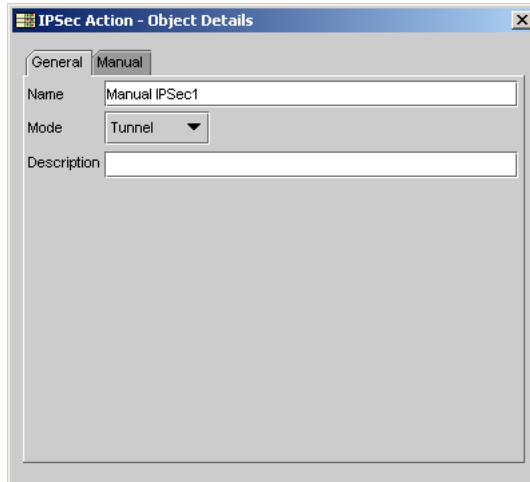 IPSec Action - Object Details
General Manual
Name Manual IPSec1
Mode Tunnel
Description